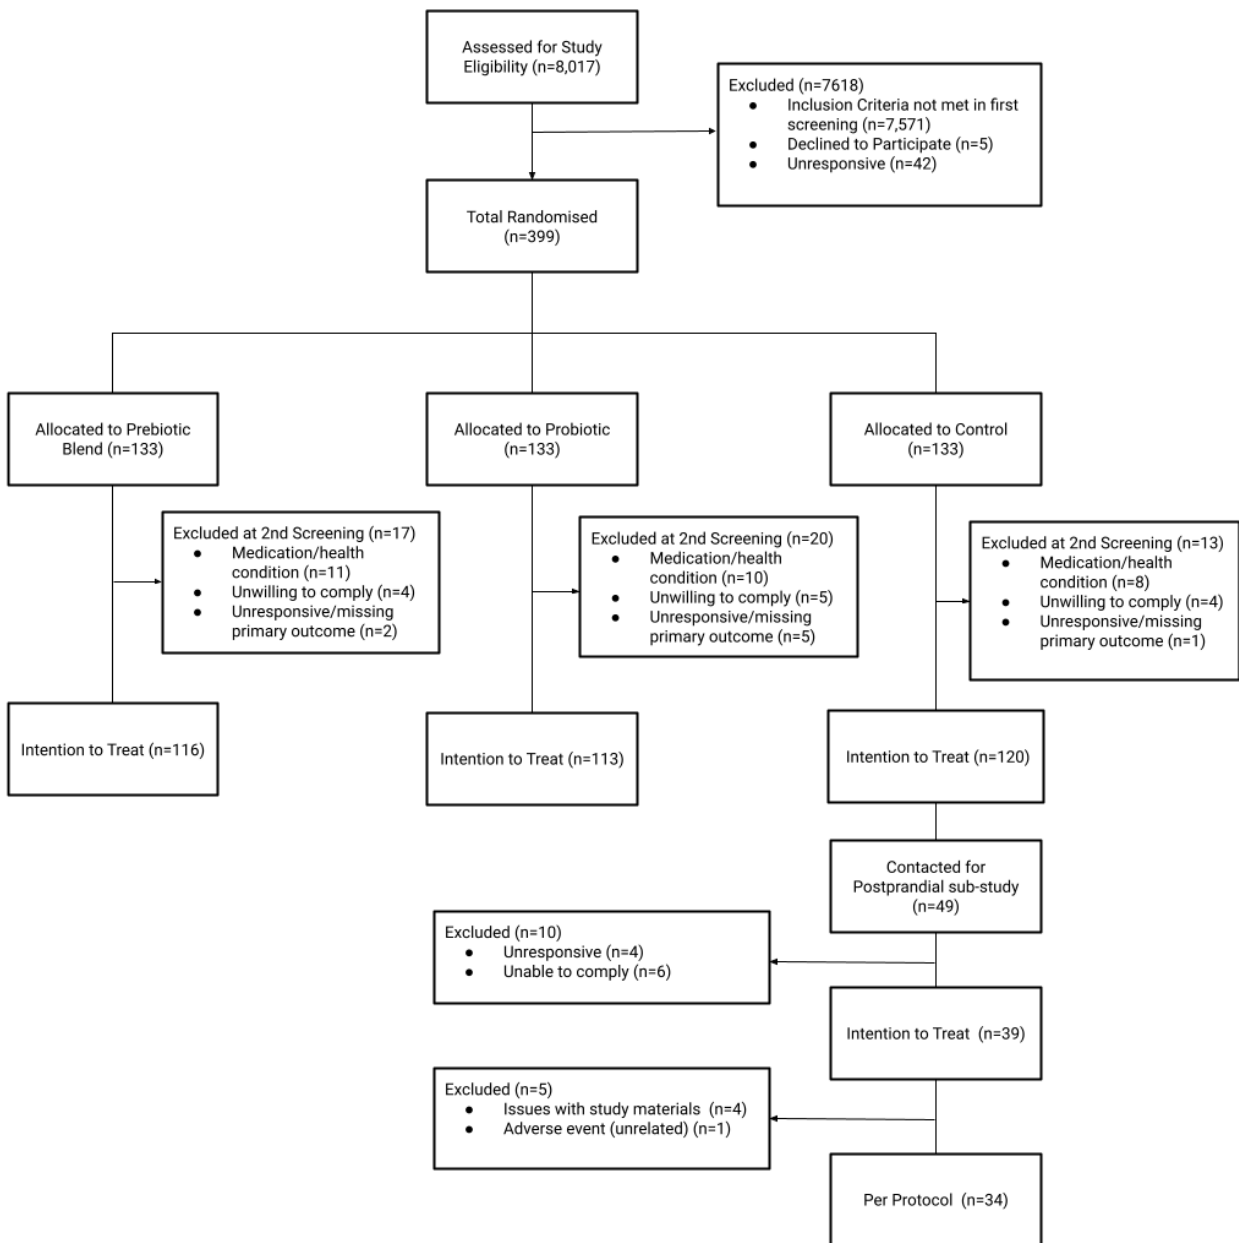 Assessed for Study
Eligibility (n=8,017)
Excluded (n=7618)
● Inclusion Criteria not met in first
screening (n=7,571)
● Declined to Participate (n=5)
● Unresponsive (n=42)
Total Randomised
(n=399)
Allocated to Prebiotic
Blend (n=133)
Allocated to Probiotic
(n=133)
Allocated to Control
(n=133)
Excluded at 2nd Screening (n=17)
● Medication/health
condition (n=11)
● Unwilling to comply (n=4)
● Unresponsive/missing
primary outcome (n=2)
Excluded at 2nd Screening (n=20)
● Medication/health
condition (n=10)
● Unwilling to comply (n=5)
● Unresponsive/missing
primary outcome (n=5)
Excluded at 2nd Screening (n=13)
● Medication/health
condition (n=8)
● Unwilling to comply (n=4)
● Unresponsive/missing
primary outcome (n=1)
Intention to Treat (n=116)
Intention to Treat (n=113)
Intention to Treat (n=120)
Contacted for
Postprandial sub-study
(n=49)
Excluded (n=10)
● Unresponsive (n=4)
● Unable to comply (n=6)
Intention to Treat (n=39)
Excluded (n=5)
● Issues with study materials (n=4)
● Adverse event (unrelated) (n=1)
Per Protocol (n=34)